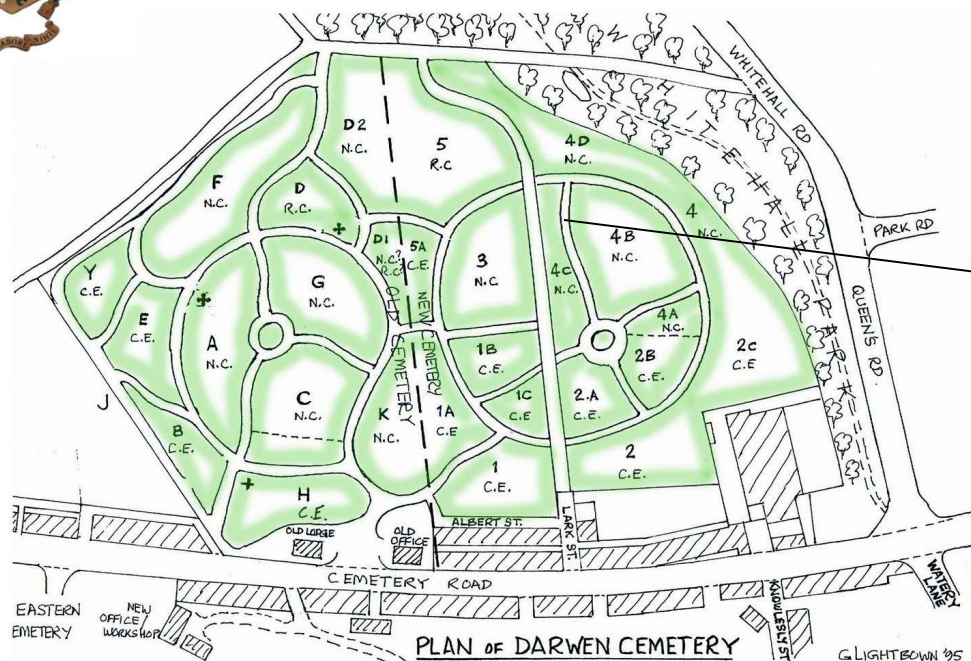 WHITEHALL RD
WHITEHALL PARK
D2
N.C.
5
R.C
4D
N.C.
F
N.C.
D
R.C.
4
N.C.
PARK RD
D1
N.C?
R.C?
5A
C.E.
3
N.C
4B
N.C.
Y
C.E.
G
N.C.
4C
N.C.
QUEENS RD.
OLD CEMETERY
NEW CEMETERY
E
C.E.
A
N.C.
4A
N.C.
1B
C.E.
2B
C.E.
2C
C.E
J
C
N.C.
K
N.C.
1A
C.E
1C
C.E
2.A
C.E.
B
C.E.
1
C.E.
2
C.E.
H
C.E.
OLD LODGE
OLD
OFFICE
ALBERT ST.
LARK ST.
CEMETERY ROAD
WATERY
LANE
EASTERN
EMETERY
NEW
OFFICE
WORKSHOP
KNOWLESLY ST
PLAN OF DARWEN CEMETERY
G LIGHTBOWN '95